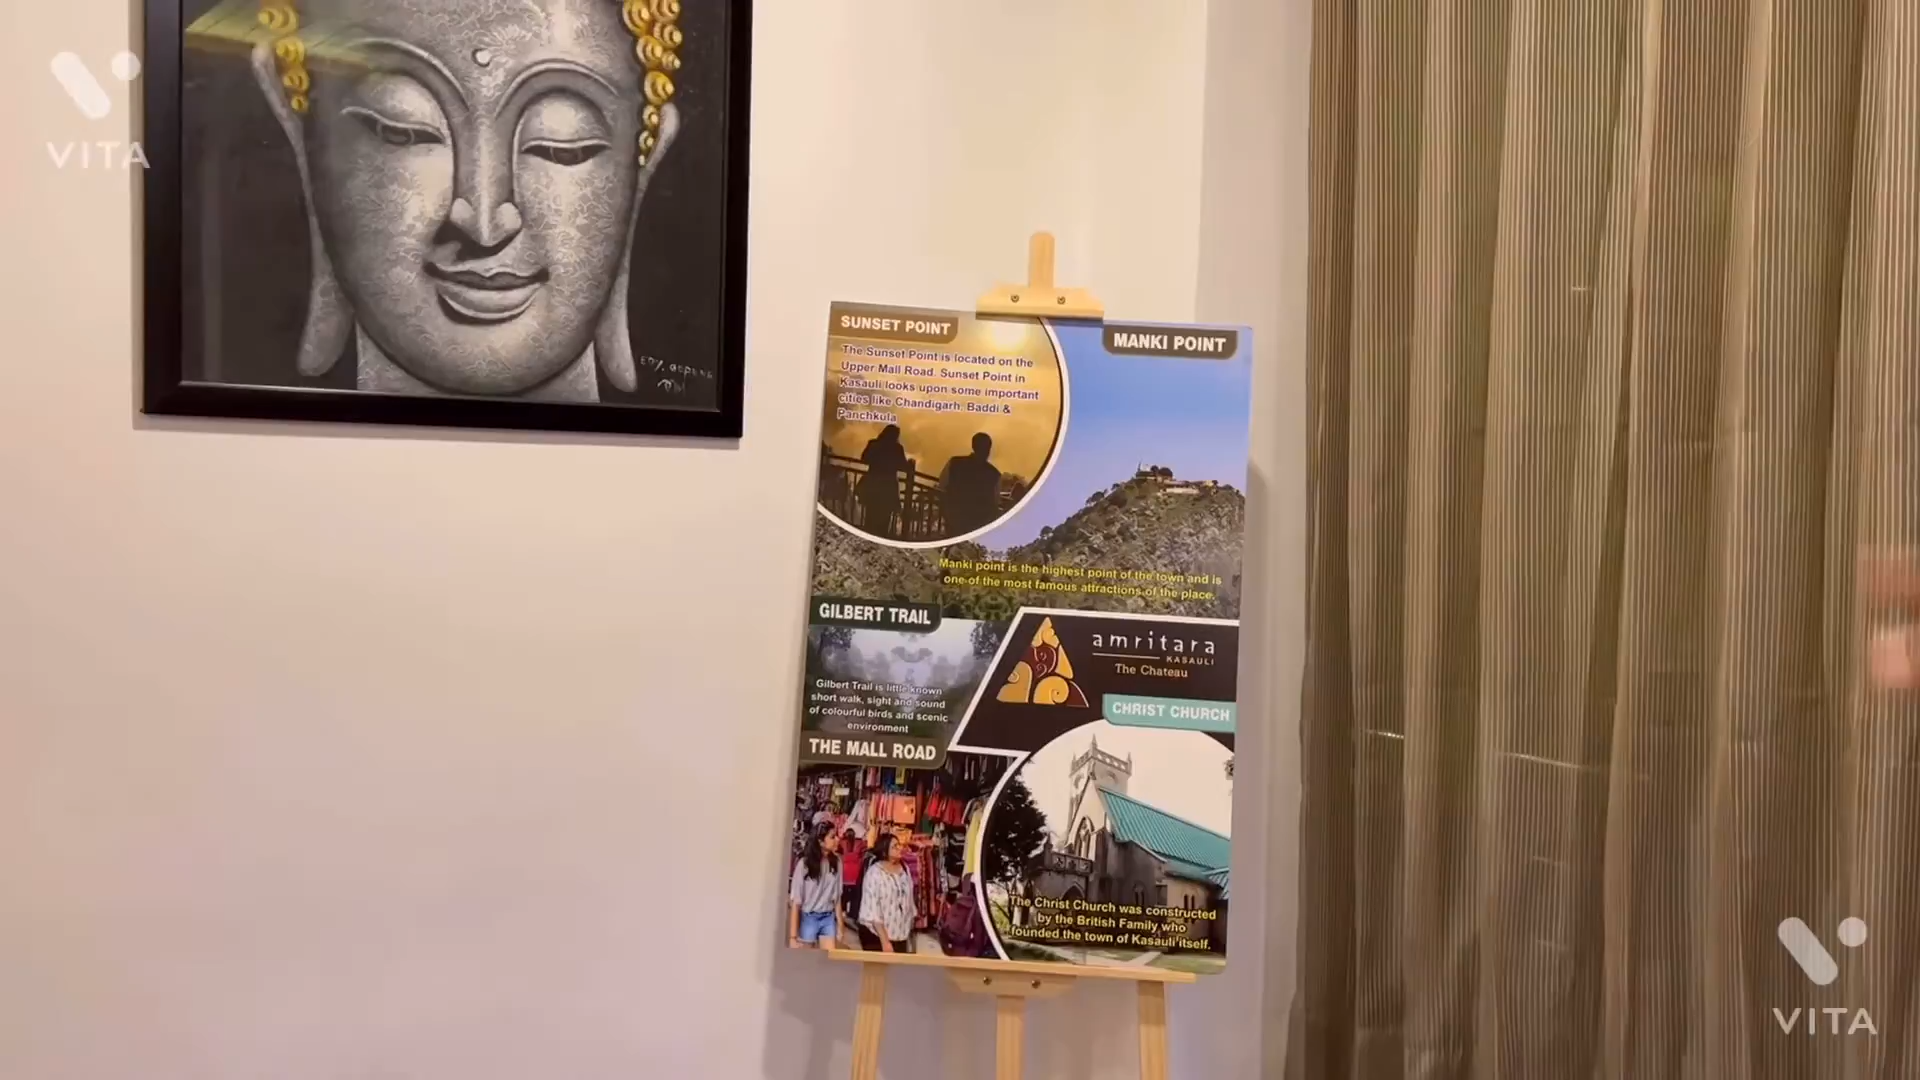 VITA
SUNSET POINT
The Sunset Point is located on the
Upper Mall Road. Sunset Point in
Kasauli looks upon some important
cities like Chandigarh, Baddi &
Panchkula
MANKI POINT
Manki point is the highest point of the town and is
one of the most famous attractions of the place.
GILBERT TRAIL
Gilbert Trail is little known
short walk, sight and sound
of colourful birds and scenic
environment
amritara
KASAULI
The Chateau
CHRIST CHURCH
The Christ Church was constructed
by the British Family who
founded the town of Kasauli itself.
THE MALL ROAD
VITA